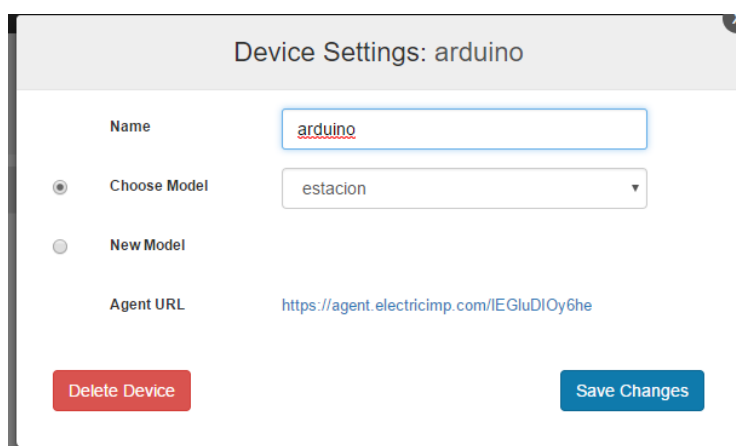 Device Settings: arduino
Name
arduino
Choose Model
estacion
New Model
Agent URL
https://agent.electricimp.com/IEGluDIOy6he
Delete Device
Save Changes